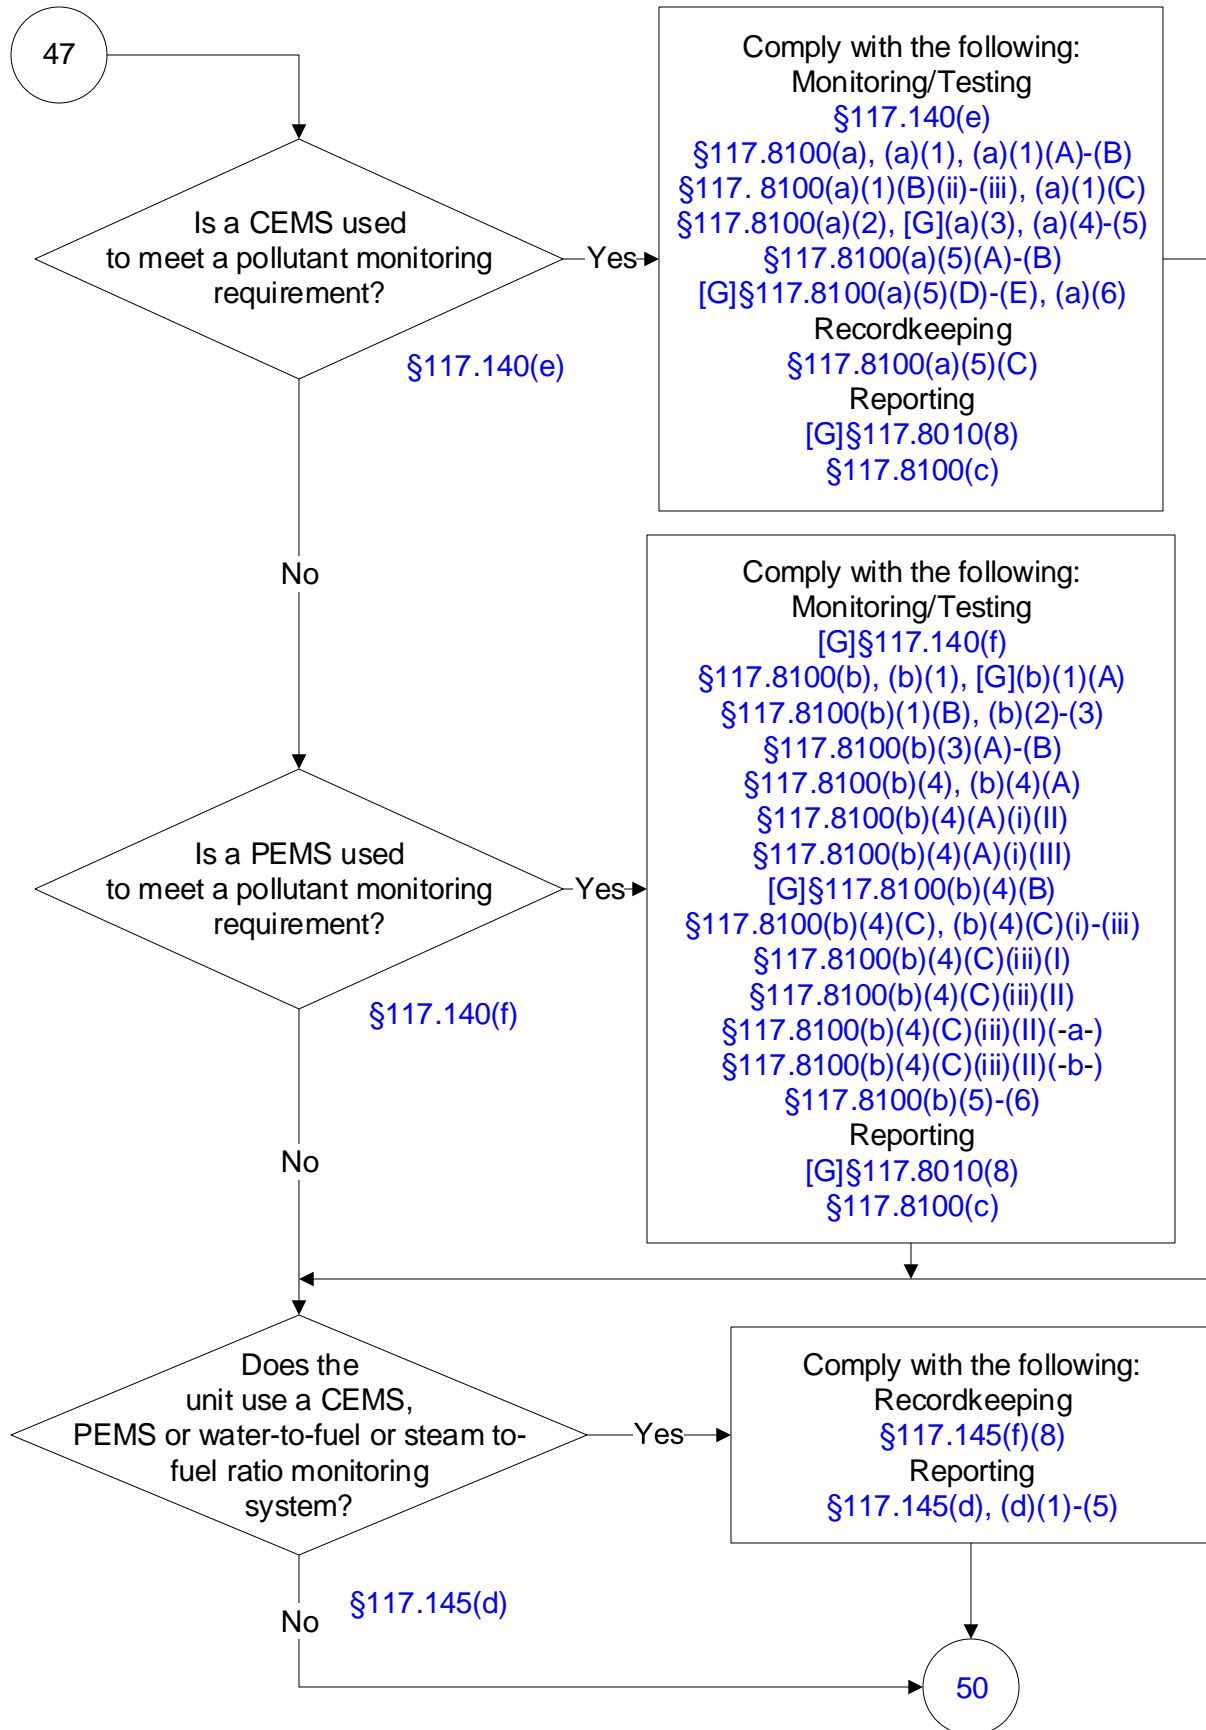 47
Is a CEMS used
to meet a pollutant monitoring
requirement?
Yes
§117.140(e)
No
Comply with the following:
Monitoring/Testing
§117.140(e)
§117.8100(a), (a)(1), (a)(1)(A)-(B)
§117. 8100(a)(1)(B)(ii)-(iii), (a)(1)(C)
§117.8100(a)(2), [G](a)(3), (a)(4)-(5)
§117.8100(a)(5)(A)-(B)
[G]§117.8100(a)(5)(D)-(E), (a)(6)
Recordkeeping
§117.8100(a)(5)(C)
Reporting
[G]§117.8010(8)
§117.8100(c)
Is a PEMS used
to meet a pollutant monitoring
requirement?
Yes
§117.140(f)
No
Comply with the following:
Monitoring/Testing
[G]§117.140(f)
§117.8100(b), (b)(1), [G](b)(1)(A)
§117.8100(b)(1)(B), (b)(2)-(3)
§117.8100(b)(3)(A)-(B)
§117.8100(b)(4), (b)(4)(A)
§117.8100(b)(4)(A)(i)(II)
§117.8100(b)(4)(A)(i)(III)
[G]§117.8100(b)(4)(B)
§117.8100(b)(4)(C), (b)(4)(C)(i)-(iii)
§117.8100(b)(4)(C)(iii)(I)
§117.8100(b)(4)(C)(iii)(II)
§117.8100(b)(4)(C)(iii)(II)(-a-)
§117.8100(b)(4)(C)(iii)(II)(-b-)
§117.8100(b)(5)-(6)
Reporting
[G]§117.8010(8)
§117.8100(c)
Does the
unit use a CEMS,
PEMS or water-to-fuel or steam to-
fuel ratio monitoring
system?
Yes
§117.145(d)
No
Comply with the following:
Recordkeeping
§117.145(f)(8)
Reporting
§117.145(d), (d)(1)-(5)
50